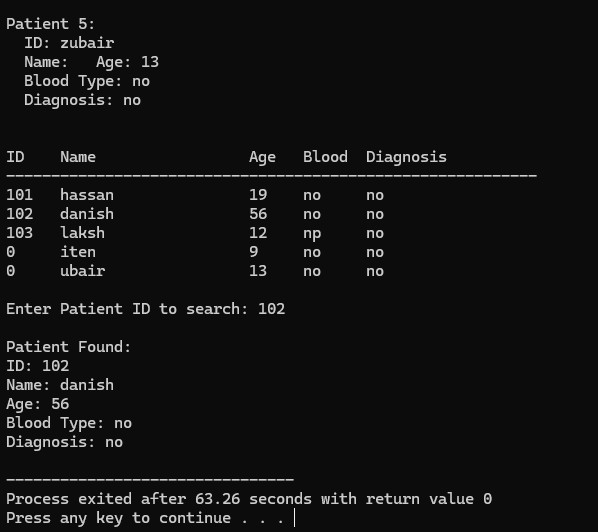 Patient 5:
ID: zubair
Name:   Age: 13
Blood Type: no
Diagnosis: no
ID    Name                 Age   Blood  Diagnosis
-----------------------------------------------------------
101   hassan               19    no     no
102   danish               56    no     no
103   laksh                12    np     no
0     iten                 9     no     no
0     ubair                13    no     no
Enter Patient ID to search: 102
Patient Found:
ID: 102
Name: danish
Age: 56
Blood Type: no
Diagnosis: no
--------------------------------
Process exited after 63.26 seconds with return value 0
Press any key to continue . . .